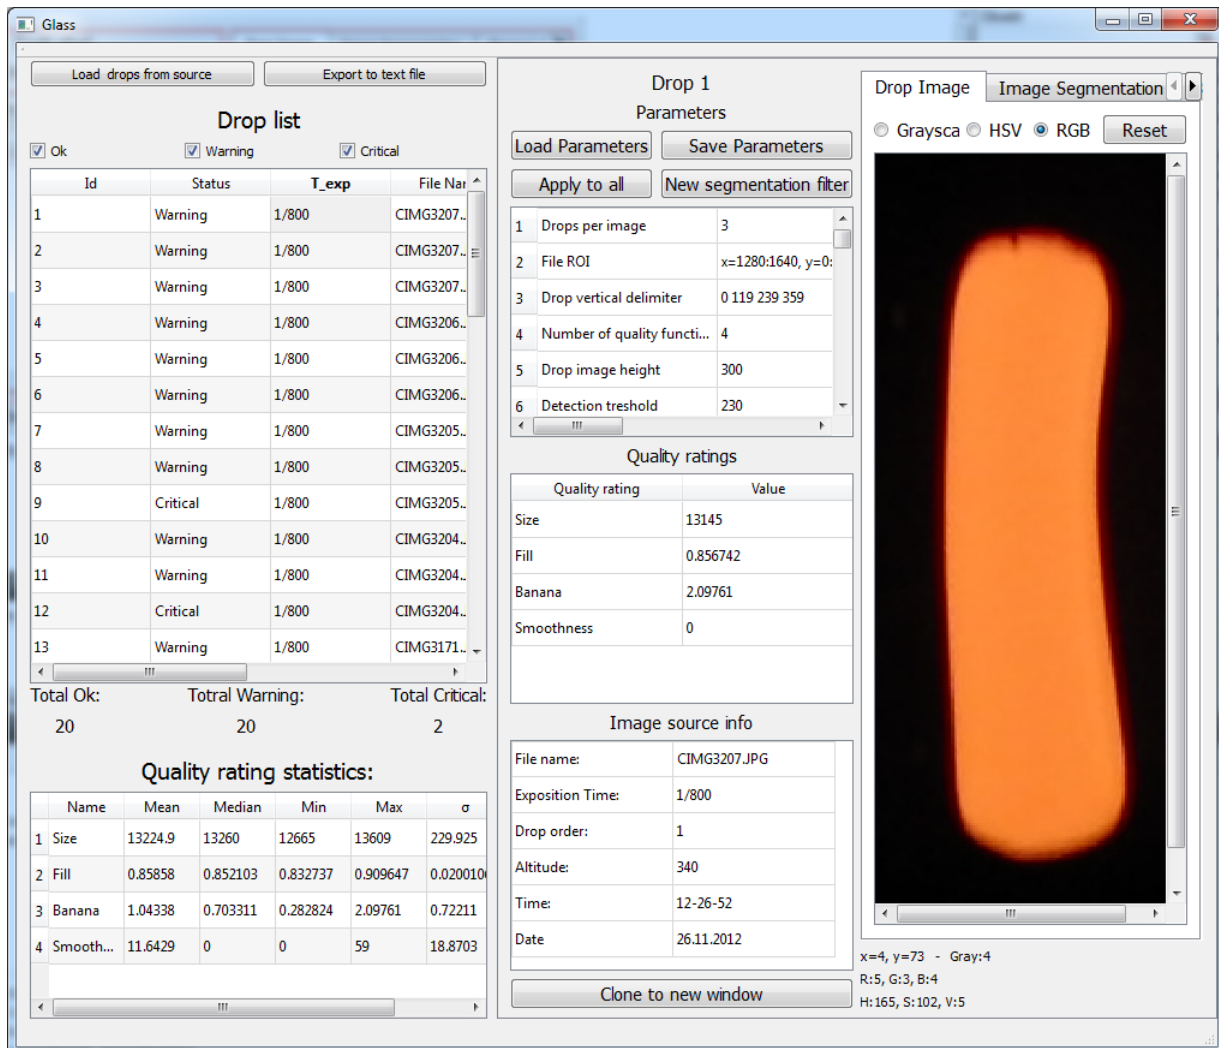 Glass
Load drops from source Export to text file
Drop list
Ok Warning Critical
Id Status T_exp File Nar
1 Warning 1/800 CIMG3207..
2 Warning 1/800 CIMG3207..
3 Warning 1/800 CIMG3207..
4 Warning 1/800 CIMG3206..
5 Warning 1/800 CIMG3206..
6 Warning 1/800 CIMG3206..
7 Warning 1/800 CIMG3205..
8 Warning 1/800 CIMG3205..
9 Critical 1/800 CIMG3205..
10 Warning 1/800 CIMG3204..
11 Warning 1/800 CIMG3204..
12 Critical 1/800 CIMG3204..
13 Warning 1/800 CIMG3171..
Total Ok: Totral Warning: Total Critical:
20 20 2
Quality rating statistics:
Name Mean Median Min Max σ
1 Size 13224.9 13260 12665 13609 229.925
2 Fill 0.85858 0.852103 0.832737 0.909647 0.020010
3 Banana 1.04338 0.703311 0.282824 2.09761 0.72211
4 Smooth... 11.6429 0 0 59 18.8703
Drop 1
Parameters
Load Parameters Save Parameters
Apply to all New segmentation filter
1 Drops per image 3
2 File ROI x=1280:1640, y=0:
3 Drop vertical delimiter 0 119 239 359
4 Number of quality functi... 4
5 Drop image height 300
6 Detection treshold 230
Quality ratings
Quality rating Value
Size 13145
Fill 0.856742
Banana 2.09761
Smoothness 0
Image source info
File name: CIMG3207.JPG
Exposition Time: 1/800
Drop order: 1
Altitude: 340
Time: 12-26-52
Date 26.11.2012
Clone to new window
Drop Image Image Segmentation
Graysca HSV RGB Reset
x=4, y=73 - Gray:4
R:5, G:3, B:4
H:165, S:102, V:5